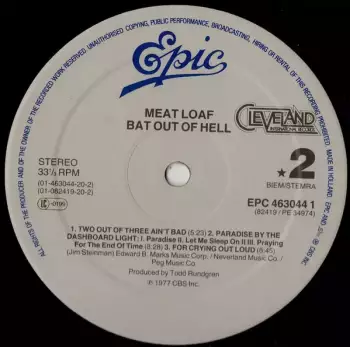 ALL RIGHTS OF THE PRODUCER AND OF THE OWNER OF THE RECORDED WORK RESERVED. UNAUTHORISED COPYING, PUBLIC PERFORMANCE, BROADCASTING, HIRING OR RENTAL OF THIS RECORDING PROHIBITED. MADE IN HOLLAND. EPIC AND
Epic
MEAT LOAF
BAT OUT OF HELL
CLEVELAND
INTERNATIONAL RECORDS
STEREO
33⅓ RPM
(01-463044-20-2)
(01-082419-20-2)
★2
BIEM/STEMRA
EPC 463044 1
(82419 / PE 34974)
1. TWO OUT OF THREE AIN'T BAD (5:23) 2. PARADISE BY THE
DASHBOARD LIGHT: I. Paradise II. Let Me Sleep On It III. Praying
For The End Of Time (8:28) 3. FOR CRYING OUT LOUD (8:45)
(Jim Steinman) Edward B. Marks Music Corp. / Neverland Music Co. /
Peg Music Co.
Produced by Todd Rundgren
℗ 1977 CBS Inc.